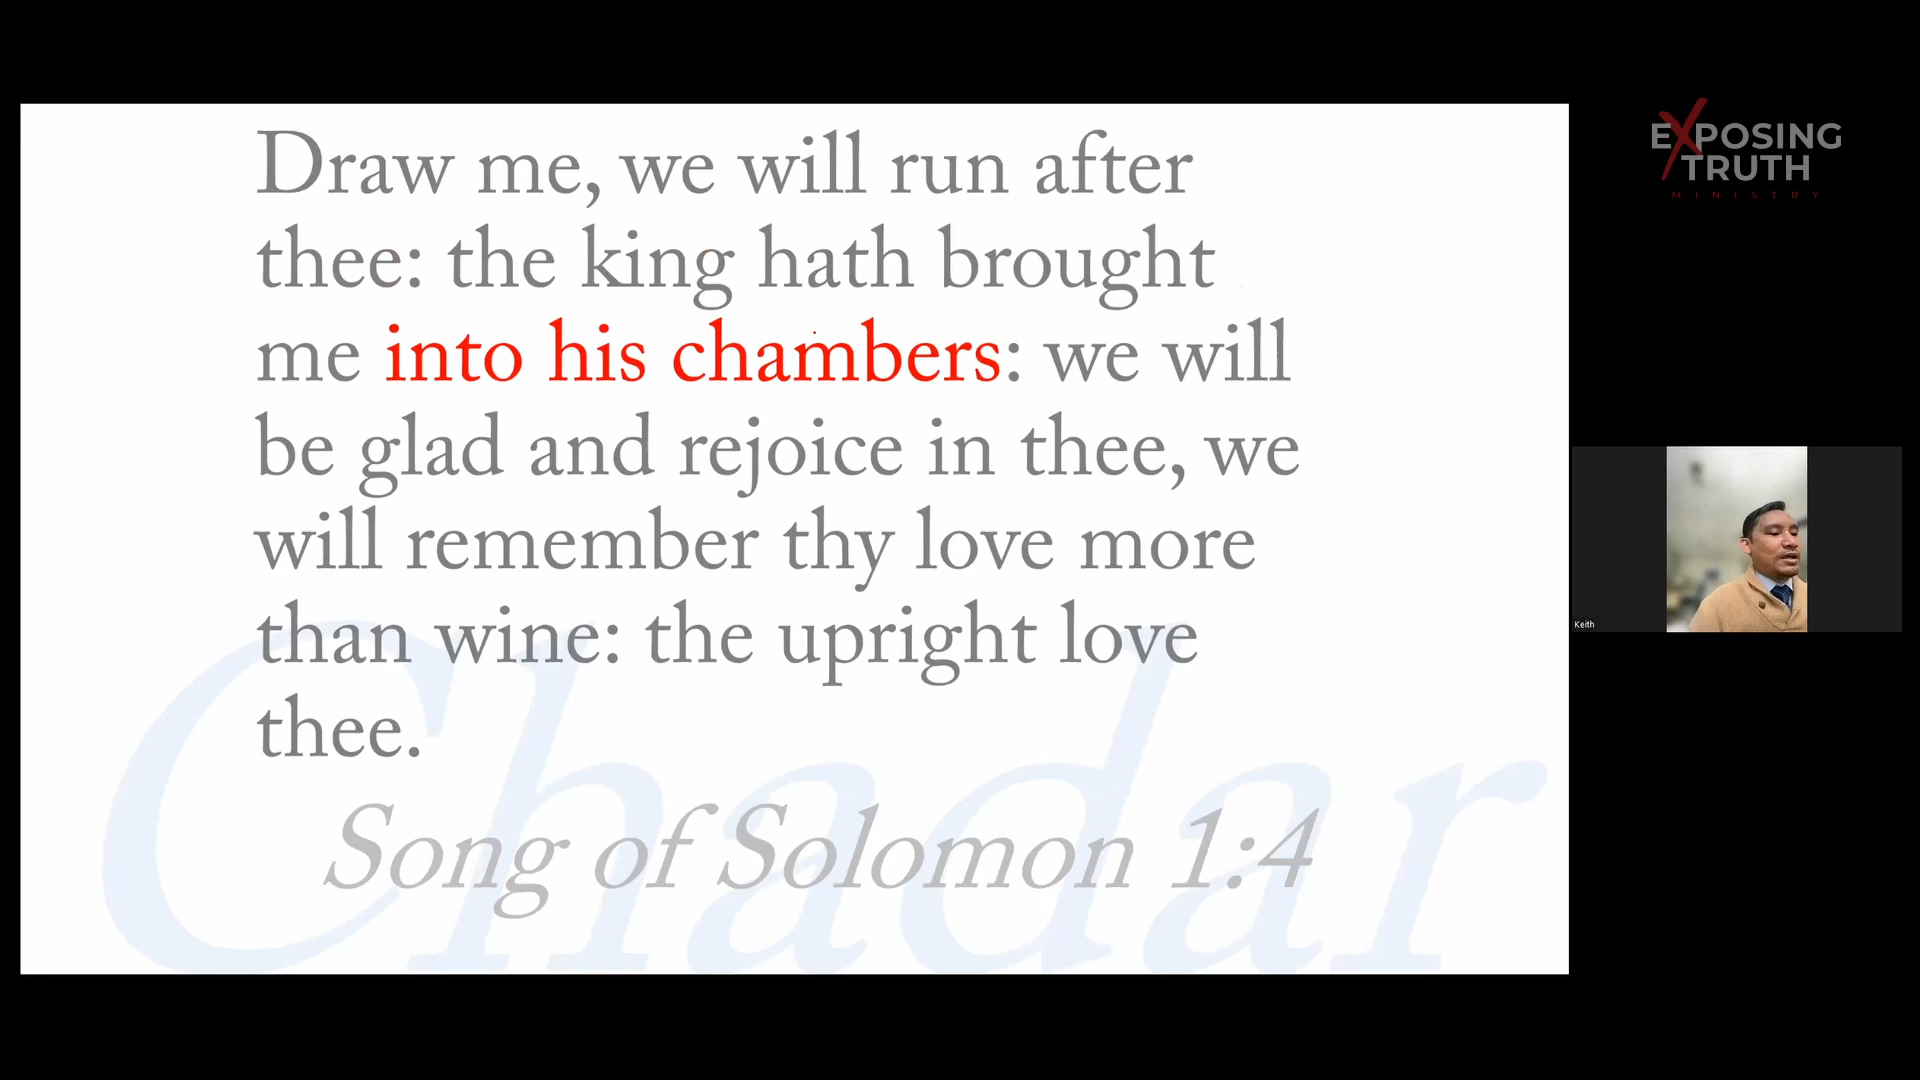 Draw me, we will run after
thee: the king hath brought
me into his chambers: we will
be glad and rejoice in thee, we
will remember thy love more
than wine: the upright love
thee.
Song of Solomon 1:4
Chadar
EXPOSING
TRUTH
MINISTRY
Keith